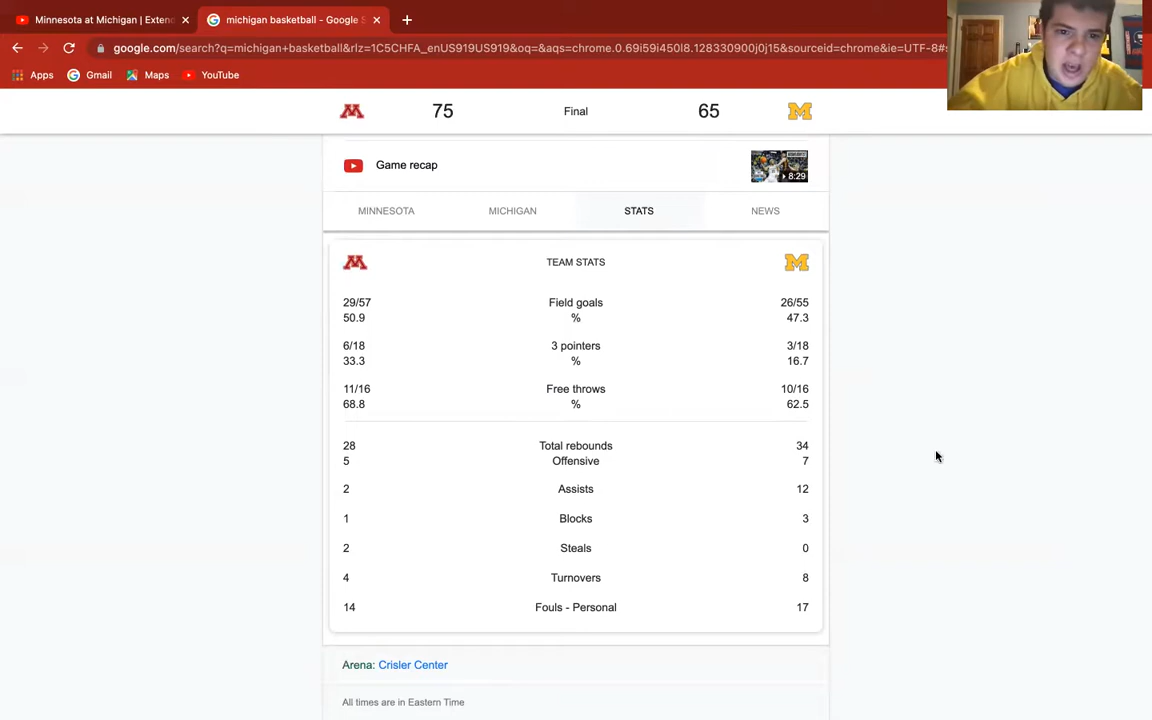 Minnesota at Michigan | Extend
michigan basketball - Google S
google.com/search?q=michigan+basketball&rlz=1C5CHFA_enUS919US919&oq=&aqs=chrome.0.69i59i450l8.128330900j0j15&sourceid=chrome&ie=UTF-8#s
Apps Gmail Maps YouTube
75 Final 65
Game recap
8:29
MINNESOTA MICHIGAN STATS NEWS
TEAM STATS
29/57 Field goals 26/55
50.9 % 47.3
6/18 3 pointers 3/18
33.3 % 16.7
11/16 Free throws 10/16
68.8 % 62.5
28 Total rebounds 34
5 Offensive 7
2 Assists 12
1 Blocks 3
2 Steals 0
4 Turnovers 8
14 Fouls - Personal 17
Arena: Crisler Center
All times are in Eastern Time